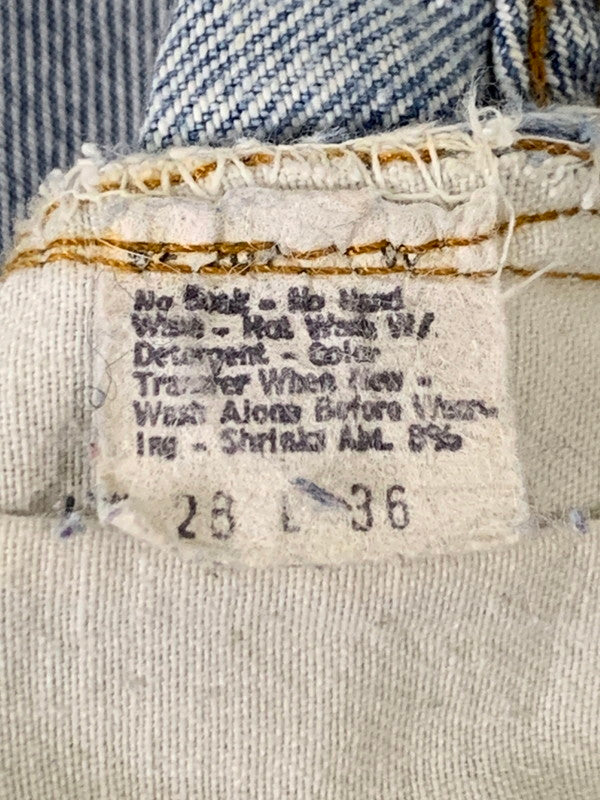 No Soak - No Hand
Wash - Hot Wash W/
Detergent - Color
Transfer When New -
Wash Alone Before Wear-
ing - Shrinks Abt. 8%
W 28 L 36